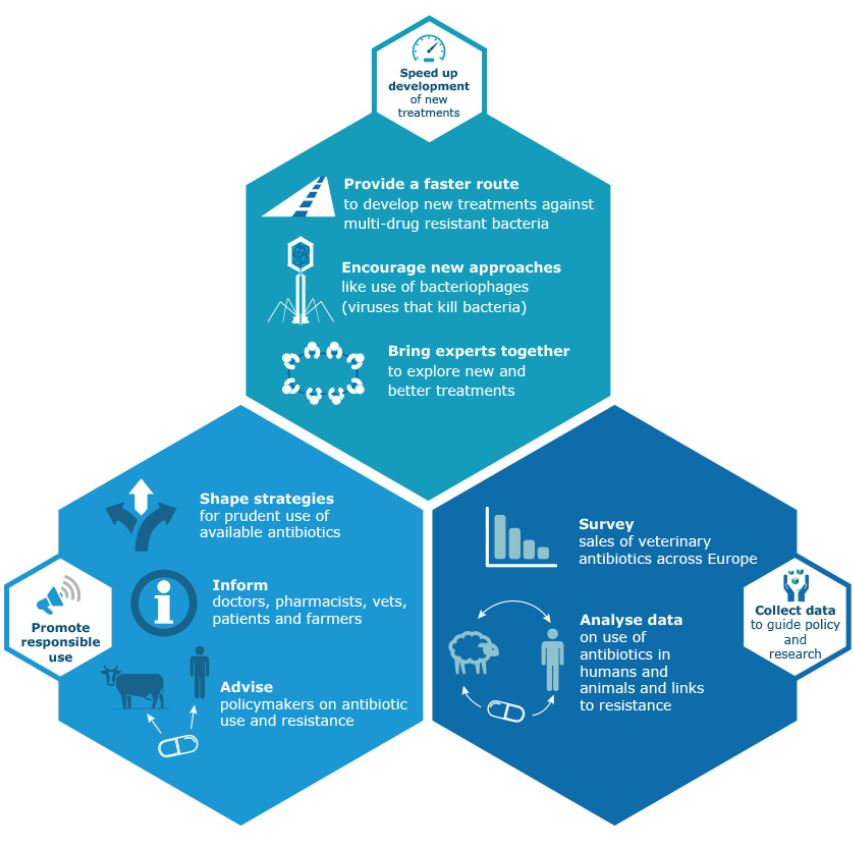 Speed up
development
of new
treatments
Provide a faster route
to develop new treatments against
multi-drug resistant bacteria
Encourage new approaches
like use of bacteriophages
(viruses that kill bacteria)
Bring experts together
to explore new and
better treatments
Shape strategies
for prudent use of
available antibiotics
Inform
doctors, pharmacists, vets,
patients and farmers
Advise
policymakers on antibiotic
use and resistance
Promote
responsible
use
Survey
sales of veterinary
antibiotics across Europe
Analyse data
on use of
antibiotics in
humans and
animals and links
to resistance
Collect data
to guide policy
and
research